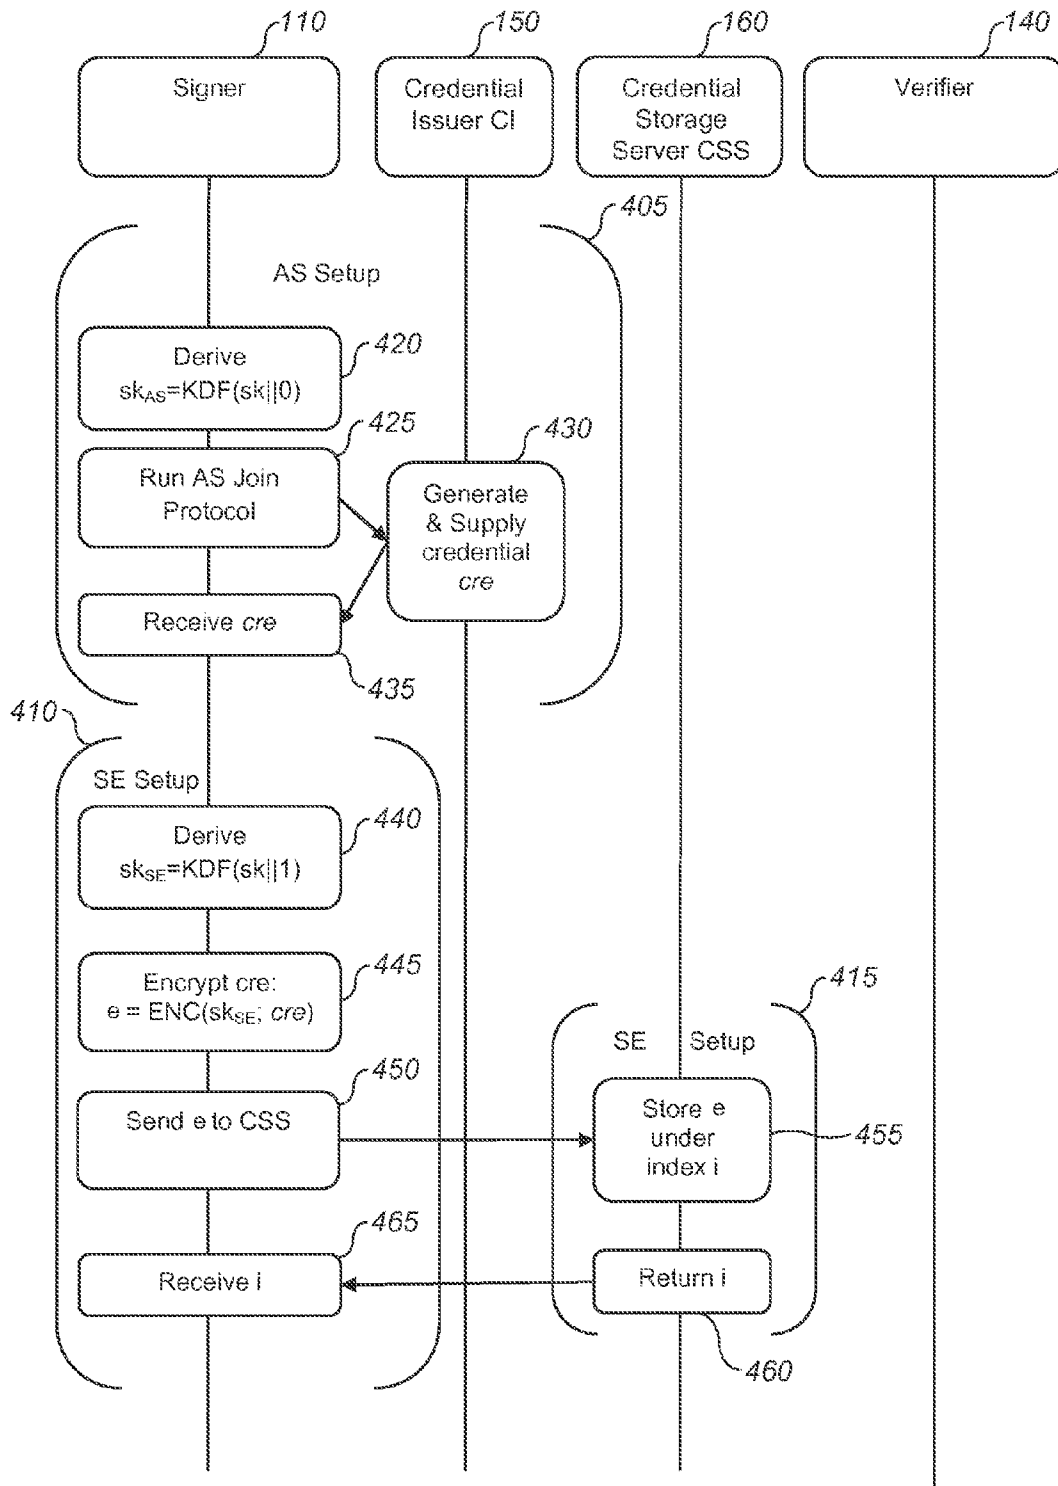 110
150
160
140
Signer
Credential
Issuer CI
Credential
Storage
Server CSS
Verifier
405
AS Setup
Derive
sk_AS=KDF(sk||0)
420
425
Run AS Join
Protocol
430
Generate
& Supply
credential
cre
Receive cre
435
410
SE Setup
Derive
sk_SE=KDF(sk||1)
440
Encrypt cre:
e = ENC(sk_SE; cre)
445
415
SE Setup
450
Send e to CSS
Store e
under
index i
455
465
Receive i
Return i
460